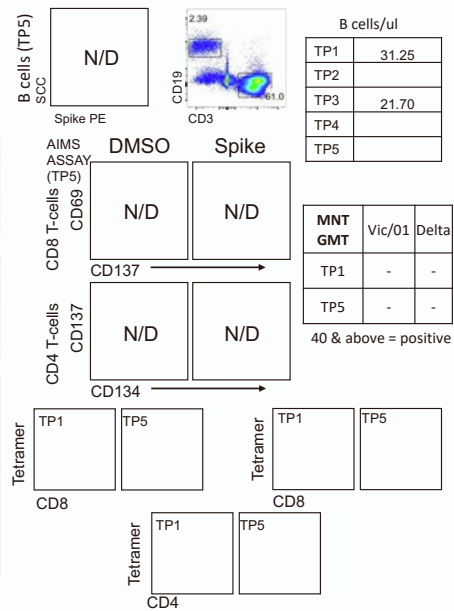 B cells (TP5)
SCC
N/D
Spike PE
2.39
61.0
CD19
CD3
B cells/ul
TP1 31.25
TP2
TP3 21.70
TP4
TP5
AIMS
ASSAY
(TP5)
DMSO Spike
CD8 T-cells
CD69
N/D N/D
CD137
MNT GMT Vic/01 Delta
TP1 - -
TP5 - -
40 & above = positive
CD4 T-cells
CD137
N/D N/D
CD134
Tetramer
TP1 TP5
CD8
Tetramer
TP1 TP5
CD8
Tetramer
TP1 TP5
CD4